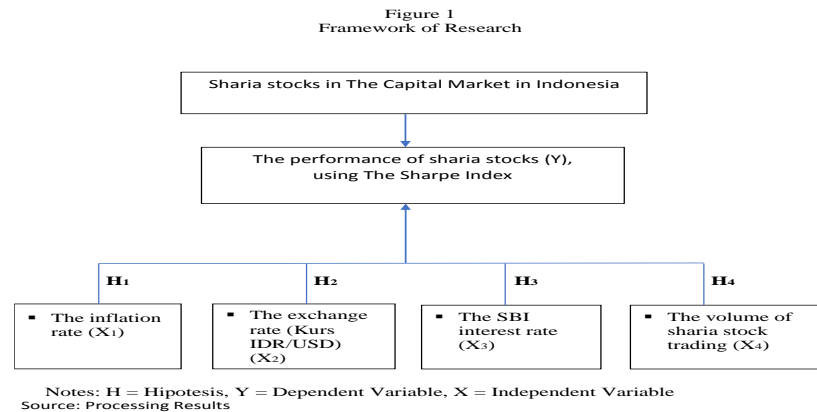 Figure 1
Framework of Research
Sharia stocks in The Capital Market in Indonesia
The performance of sharia stocks (Y),
using The Sharpe Index
H1
H2
H3
H4
▪ The inflation
rate (X1)
▪ The exchange
rate (Kurs
IDR/USD)
(X2)
▪ The SBI
interest rate
(X3)
▪ The volume of
sharia stock
trading (X4)
Notes: H = Hipotesis, Y = Dependent Variable, X = Independent Variable
Source: Processing Results